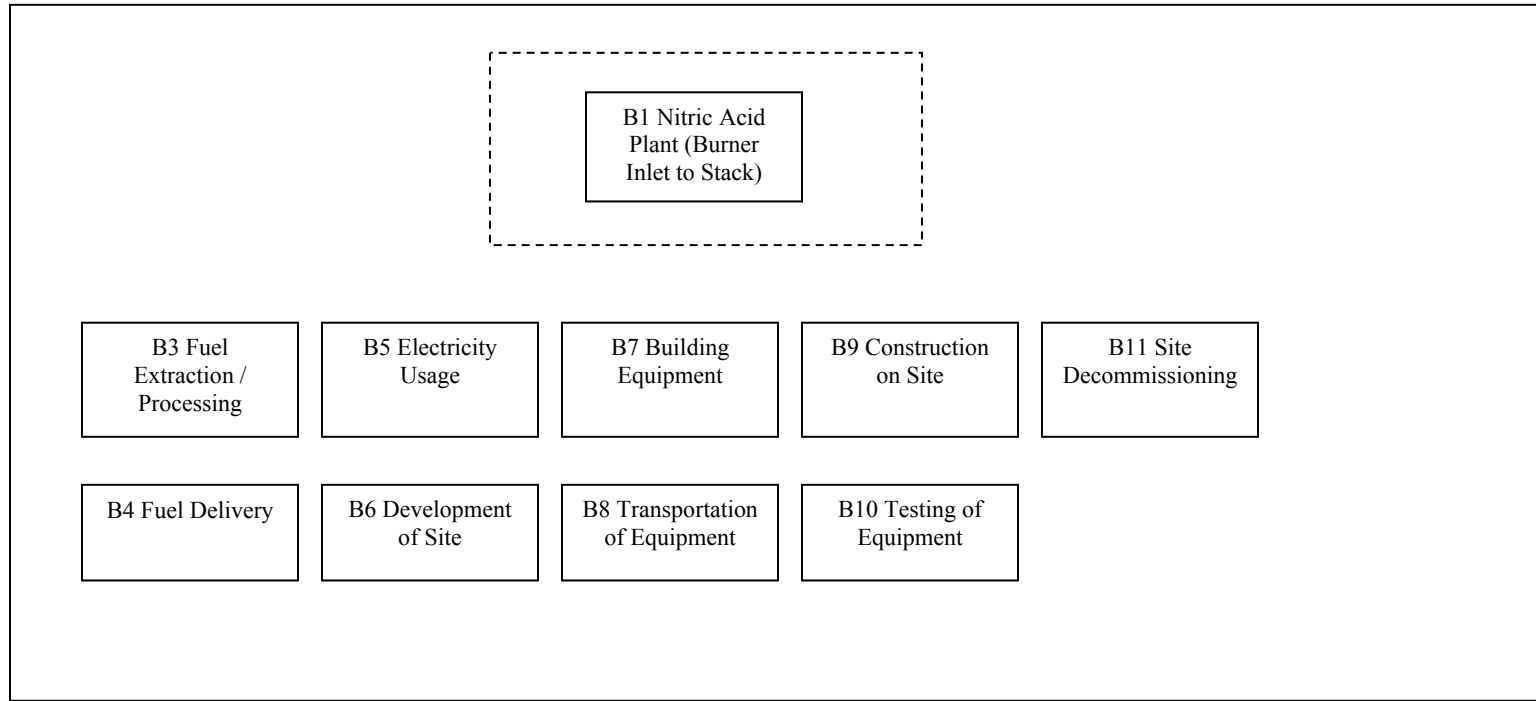 B1 Nitric Acid
Plant (Burner
Inlet to Stack)
B3 Fuel
Extraction /
Processing
B5 Electricity
Usage
B7 Building
Equipment
B9 Construction
on Site
B11 Site
Decommissioning
B4 Fuel Delivery
B6 Development
of Site
B8 Transportation
of Equipment
B10 Testing of
Equipment